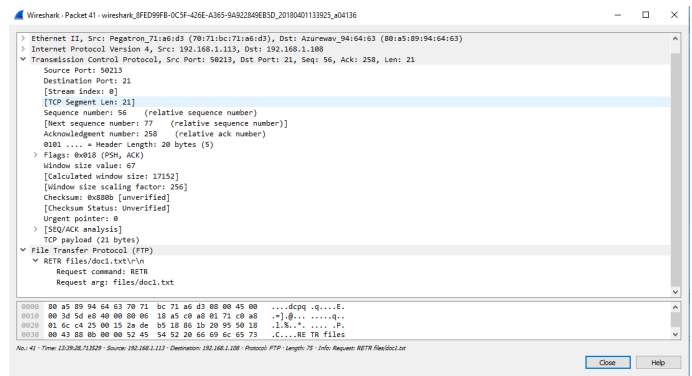 Wireshark · Packet 41 · wireshark_8FED99FB-0C5F-426E-A365-9A922849EB5D_20180401133925_a04136
Ethernet II, Src: Pegatron_71:a6:d3 (70:71:bc:71:a6:d3), Dst: Azurewav_94:64:63 (80:a5:89:94:64:63)
Internet Protocol Version 4, Src: 192.168.1.113, Dst: 192.168.1.108
Transmission Control Protocol, Src Port: 50213, Dst Port: 21, Seq: 56, Ack: 258, Len: 21
Source Port: 50213
Destination Port: 21
[Stream index: 0]
[TCP Segment Len: 21]
Sequence number: 56    (relative sequence number)
[Next sequence number: 77    (relative sequence number)]
Acknowledgment number: 258    (relative ack number)
0101 .... = Header Length: 20 bytes (5)
Flags: 0x018 (PSH, ACK)
Window size value: 67
[Calculated window size: 17152]
[Window size scaling factor: 256]
Checksum: 0x880b [unverified]
[Checksum Status: Unverified]
Urgent pointer: 0
[SEQ/ACK analysis]
TCP payload (21 bytes)
File Transfer Protocol (FTP)
RETR files/doc1.txt\r\n
Request command: RETR
Request arg: files/doc1.txt
0000  80 a5 89 94 64 63 70 71  bc 71 a6 d3 08 00 45 00   ....dcpq .q....E.
0010  00 3d 5d e8 40 00 80 06  18 a5 c0 a8 01 71 c0 a8   .=].@... .....q..
0020  01 6c c4 25 00 15 2a de  b5 18 86 1b 20 95 50 18   .l.%..*. .... .P.
0030  00 43 88 0b 00 00 52 45  54 52 20 66 69 6c 65 73   .C....RE TR files
No.: 41 · Time: 13:39:28,713529 · Source: 192.168.1.113 · Destination: 192.168.1.108 · Protocol: FTP · Length: 75 · Info: Request: RETR files/doc1.txt
Close    Help